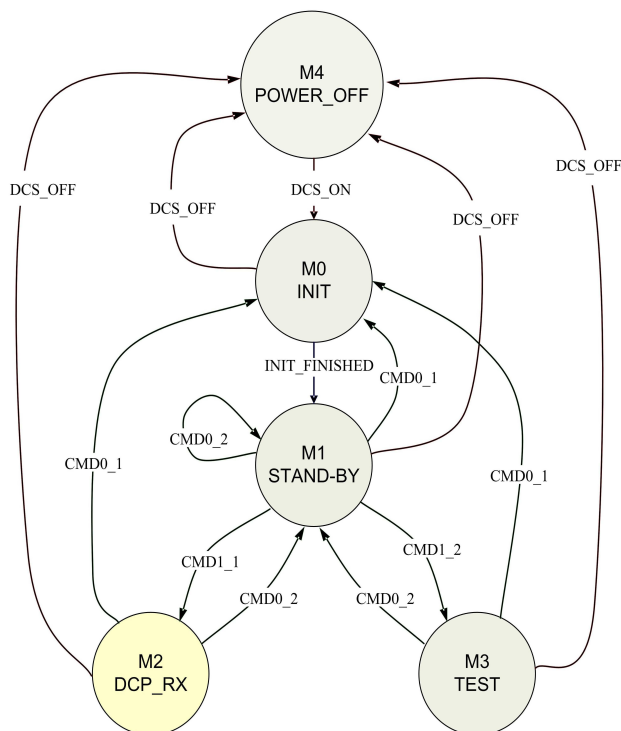 M4
POWER_OFF
DCS_OFF
DCS_ON
DCS_OFF
DCS_OFF
DCS_OFF
M0
INIT
INIT_FINISHED
CMD0_1
CMD0_2
M1
STAND-BY
CMD0_1
CMD0_1
CMD1_1
CMD1_2
CMD0_2
CMD0_2
M2
DCP_RX
M3
TEST